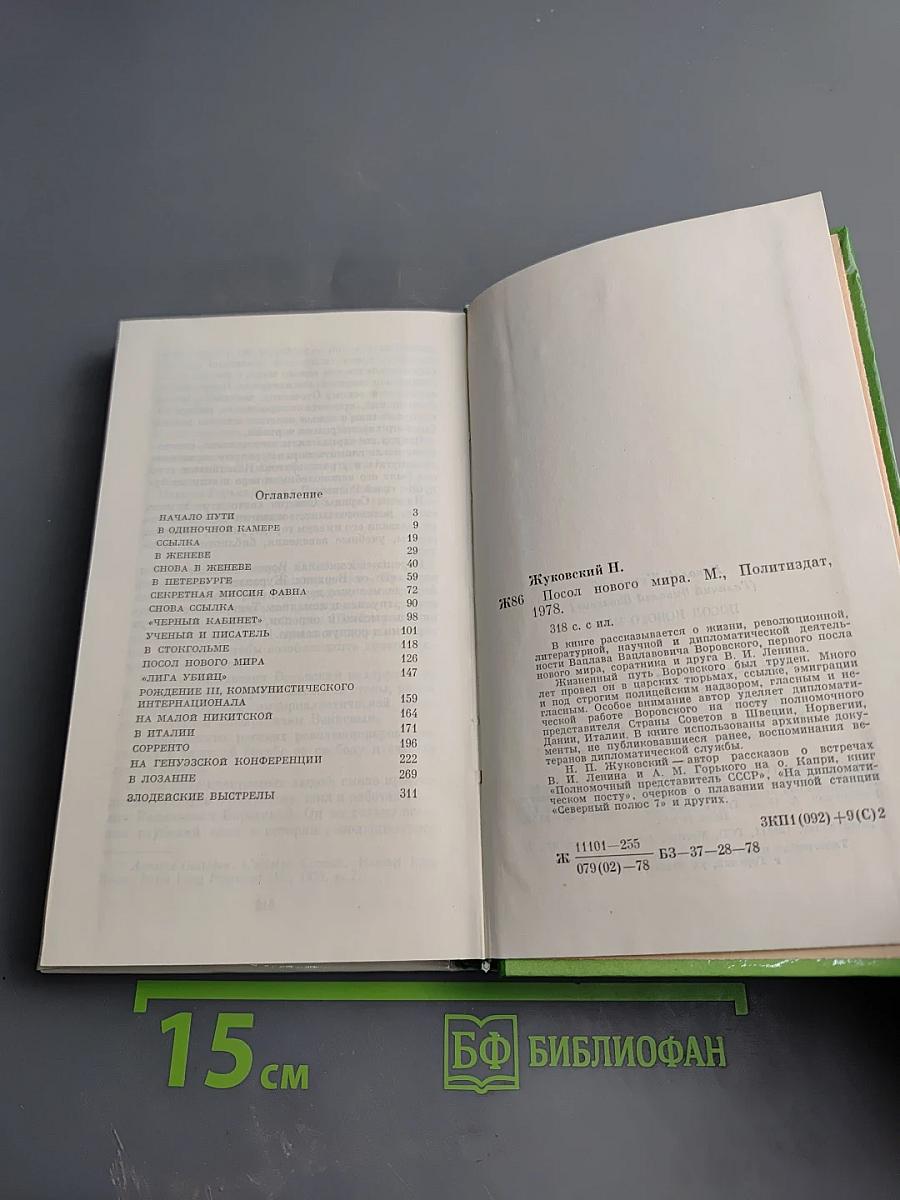 Оглавление
НАЧАЛО ПУТИ 3
В ОДИНОЧНОЙ КАМЕРЕ 9
ССЫЛКА 19
В ЖЕНЕВЕ 29
СНОВА В ЖЕНЕВЕ 40
В ПЕТЕРБУРГЕ 59
СЕКРЕТНАЯ МИССИЯ ФАВНА 72
СНОВА ССЫЛКА 90
«ЧЕРНЫЙ КАБИНЕТ» 98
УЧЕНЫЙ И ПИСАТЕЛЬ 101
В СТОКГОЛЬМЕ 118
ПОСОЛ НОВОГО МИРА 126
«ЛИГА УБИЙЦ» 147
РОЖДЕНИЕ III, КОММУНИСТИЧЕСКОГО
ИНТЕРНАЦИОНАЛА 159
НА МАЛОЙ НИКИТСКОЙ 164
В ИТАЛИИ 171
СОРРЕНТО 196
НА ГЕНУЭЗСКОЙ КОНФЕРЕНЦИИ 222
В ЛОЗАННЕ 269
ЗЛОДЕЙСКИЕ ВЫСТРЕЛЫ 311
Жуковский Н.
Ж86 Посол нового мира. М., Политиздат,
1978.
318 с. с ил.
В книге рассказывается о жизни, революционной,
литературной, научной и дипломатической деятель-
ности Вацлава Вацлавовича Воровского, первого посла
нового мира, соратника и друга В. И. Ленина.
Жизненный путь Воровского был труден. Много
лет провел он в царских тюрьмах, ссылке, эмиграции
и под строгим полицейским надзором, гласным и не-
гласным. Особое внимание автор уделяет дипломати-
ческой работе Воровского на посту полномочного
представителя Страны Советов в Швеции, Норвегии,
Дании, Италии. В книге использованы архивные доку-
менты, не публиковавшиеся ранее, воспоминания ве-
теранов дипломатической службы.
Н. П. Жуковский — автор рассказов о встречах
В. И. Ленина и А. М. Горького на о. Капри, книг
«Полномочный представитель СССР», «На дипломати-
ческом посту», очерков о плавании научной станции
«Северный полюс 7» и других.
3КП1(092)+9(С)2
Ж 11101—255
079(02)—78 БЗ—37—28—78
15 см
БФ БИБЛИОФАН